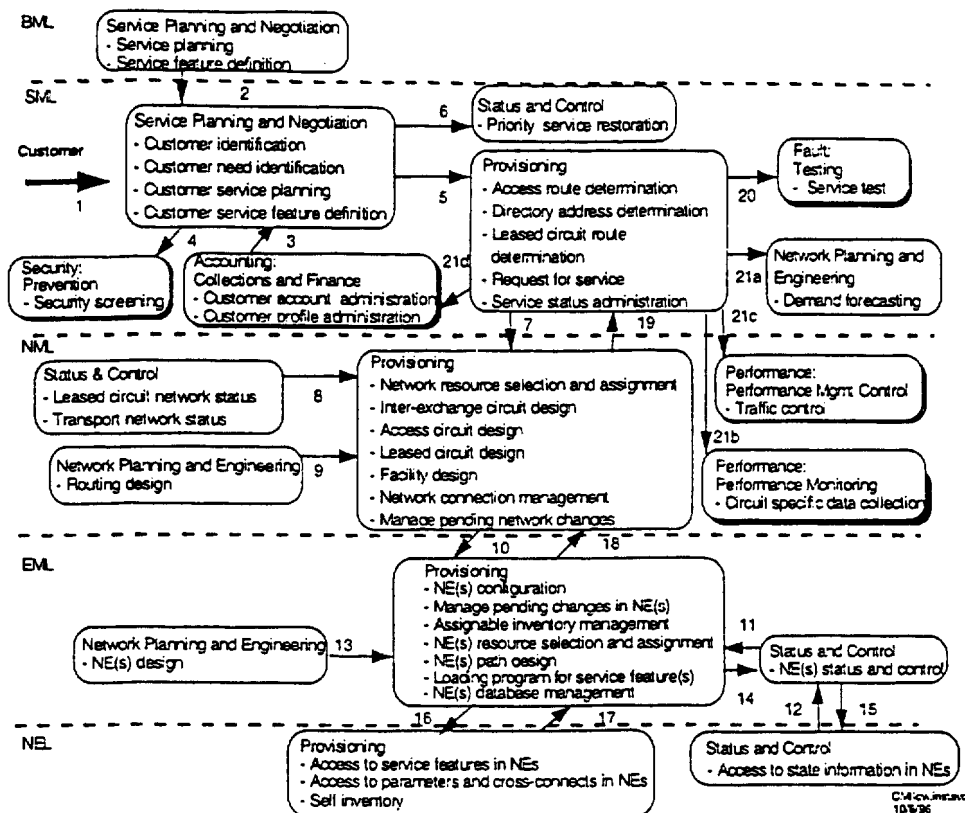 BML
Service Planning and Negotiation
- Service planning
- Service feature definition
2
SML
Customer
1
Service Planning and Negotiation
- Customer identification
- Customer need identification
- Customer service planning
- Customer service feature definition
6
Status and Control
- Priority service restoration
5
Provisioning
- Access route determination
- Directory address determination
- Leased circuit route
determination
- Request for service
- Service status administration
20
Fault:
Testing
- Service test
4
3
Security:
Prevention
- Security screening
Accounting:
Collections and Finance
- Customer account administration
- Customer profile administration
21d
21a
Network Planning and
Engineering
- Demand forecasting
7
19
21c
NML
Status & Control
- Leased circuit network status
- Transport network status
8
Provisioning
- Network resource selection and assignment
- Inter-exchange circuit design
- Access circuit design
- Leased circuit design
- Facility design
- Network connection management
- Manage pending network changes
Performance:
Performance Mgmt Control
- Traffic control
21b
Network Planning and Engineering
- Routing design
9
Performance:
Performance Monitoring
- Circuit specific data collection
10
18
EML
Provisioning
- NE(s) configuration
- Manage pending changes in NE(s)
- Assignable inventory management
- NE(s) resource selection and assignment
- NE(s) path design
- Loading program for service feature(s)
- NE(s) database management
Network Planning and Engineering
- NE(s) design
13
11
14
Status and Control
- NE(s) status and control
16
17
12
15
NEL
Provisioning
- Access to service features in NEs
- Access to parameters and cross-connects in NEs
- Self inventory
Status and Control
- Access to state information in NEs